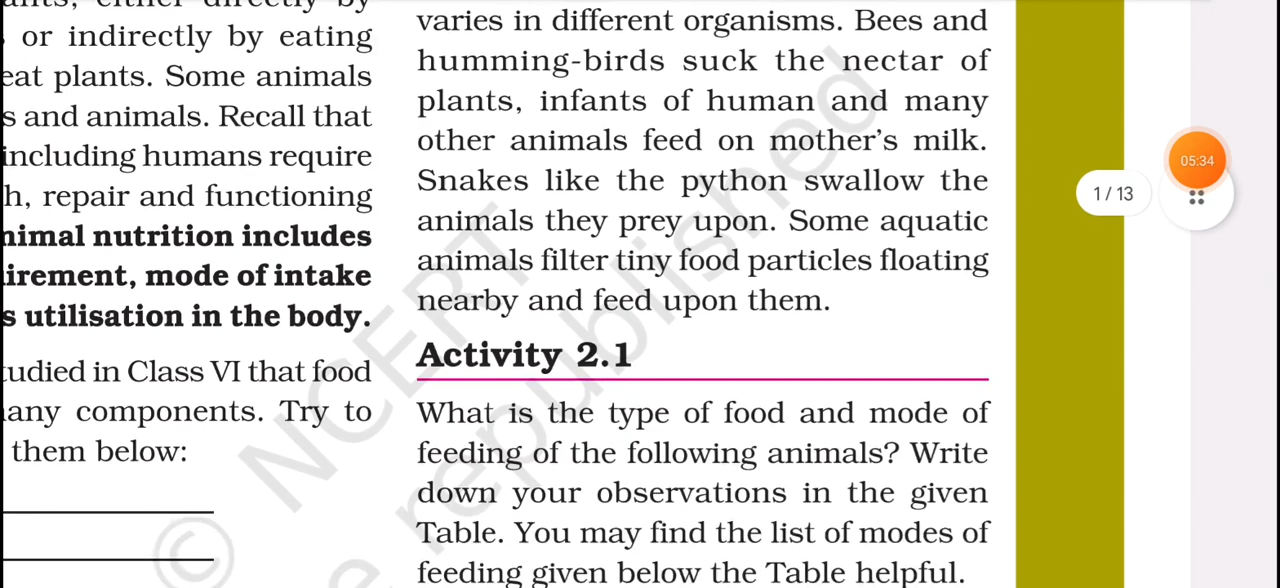 or indirectly by eating
eat plants. Some animals
s and animals. Recall that
including humans require
h, repair and functioning
nimal nutrition includes
irement, mode of intake
s utilisation in the body.
tudied in Class VI that food
any components. Try to
them below:
varies in different organisms. Bees and
humming-birds suck the nectar of
plants, infants of human and many
other animals feed on mother's milk.
Snakes like the python swallow the
animals they prey upon. Some aquatic
animals filter tiny food particles floating
nearby and feed upon them.
Activity 2.1
What is the type of food and mode of
feeding of the following animals? Write
down your observations in the given
Table. You may find the list of modes of
feeding given below the Table helpful.
© NCERT
republished
1 / 13
05:34